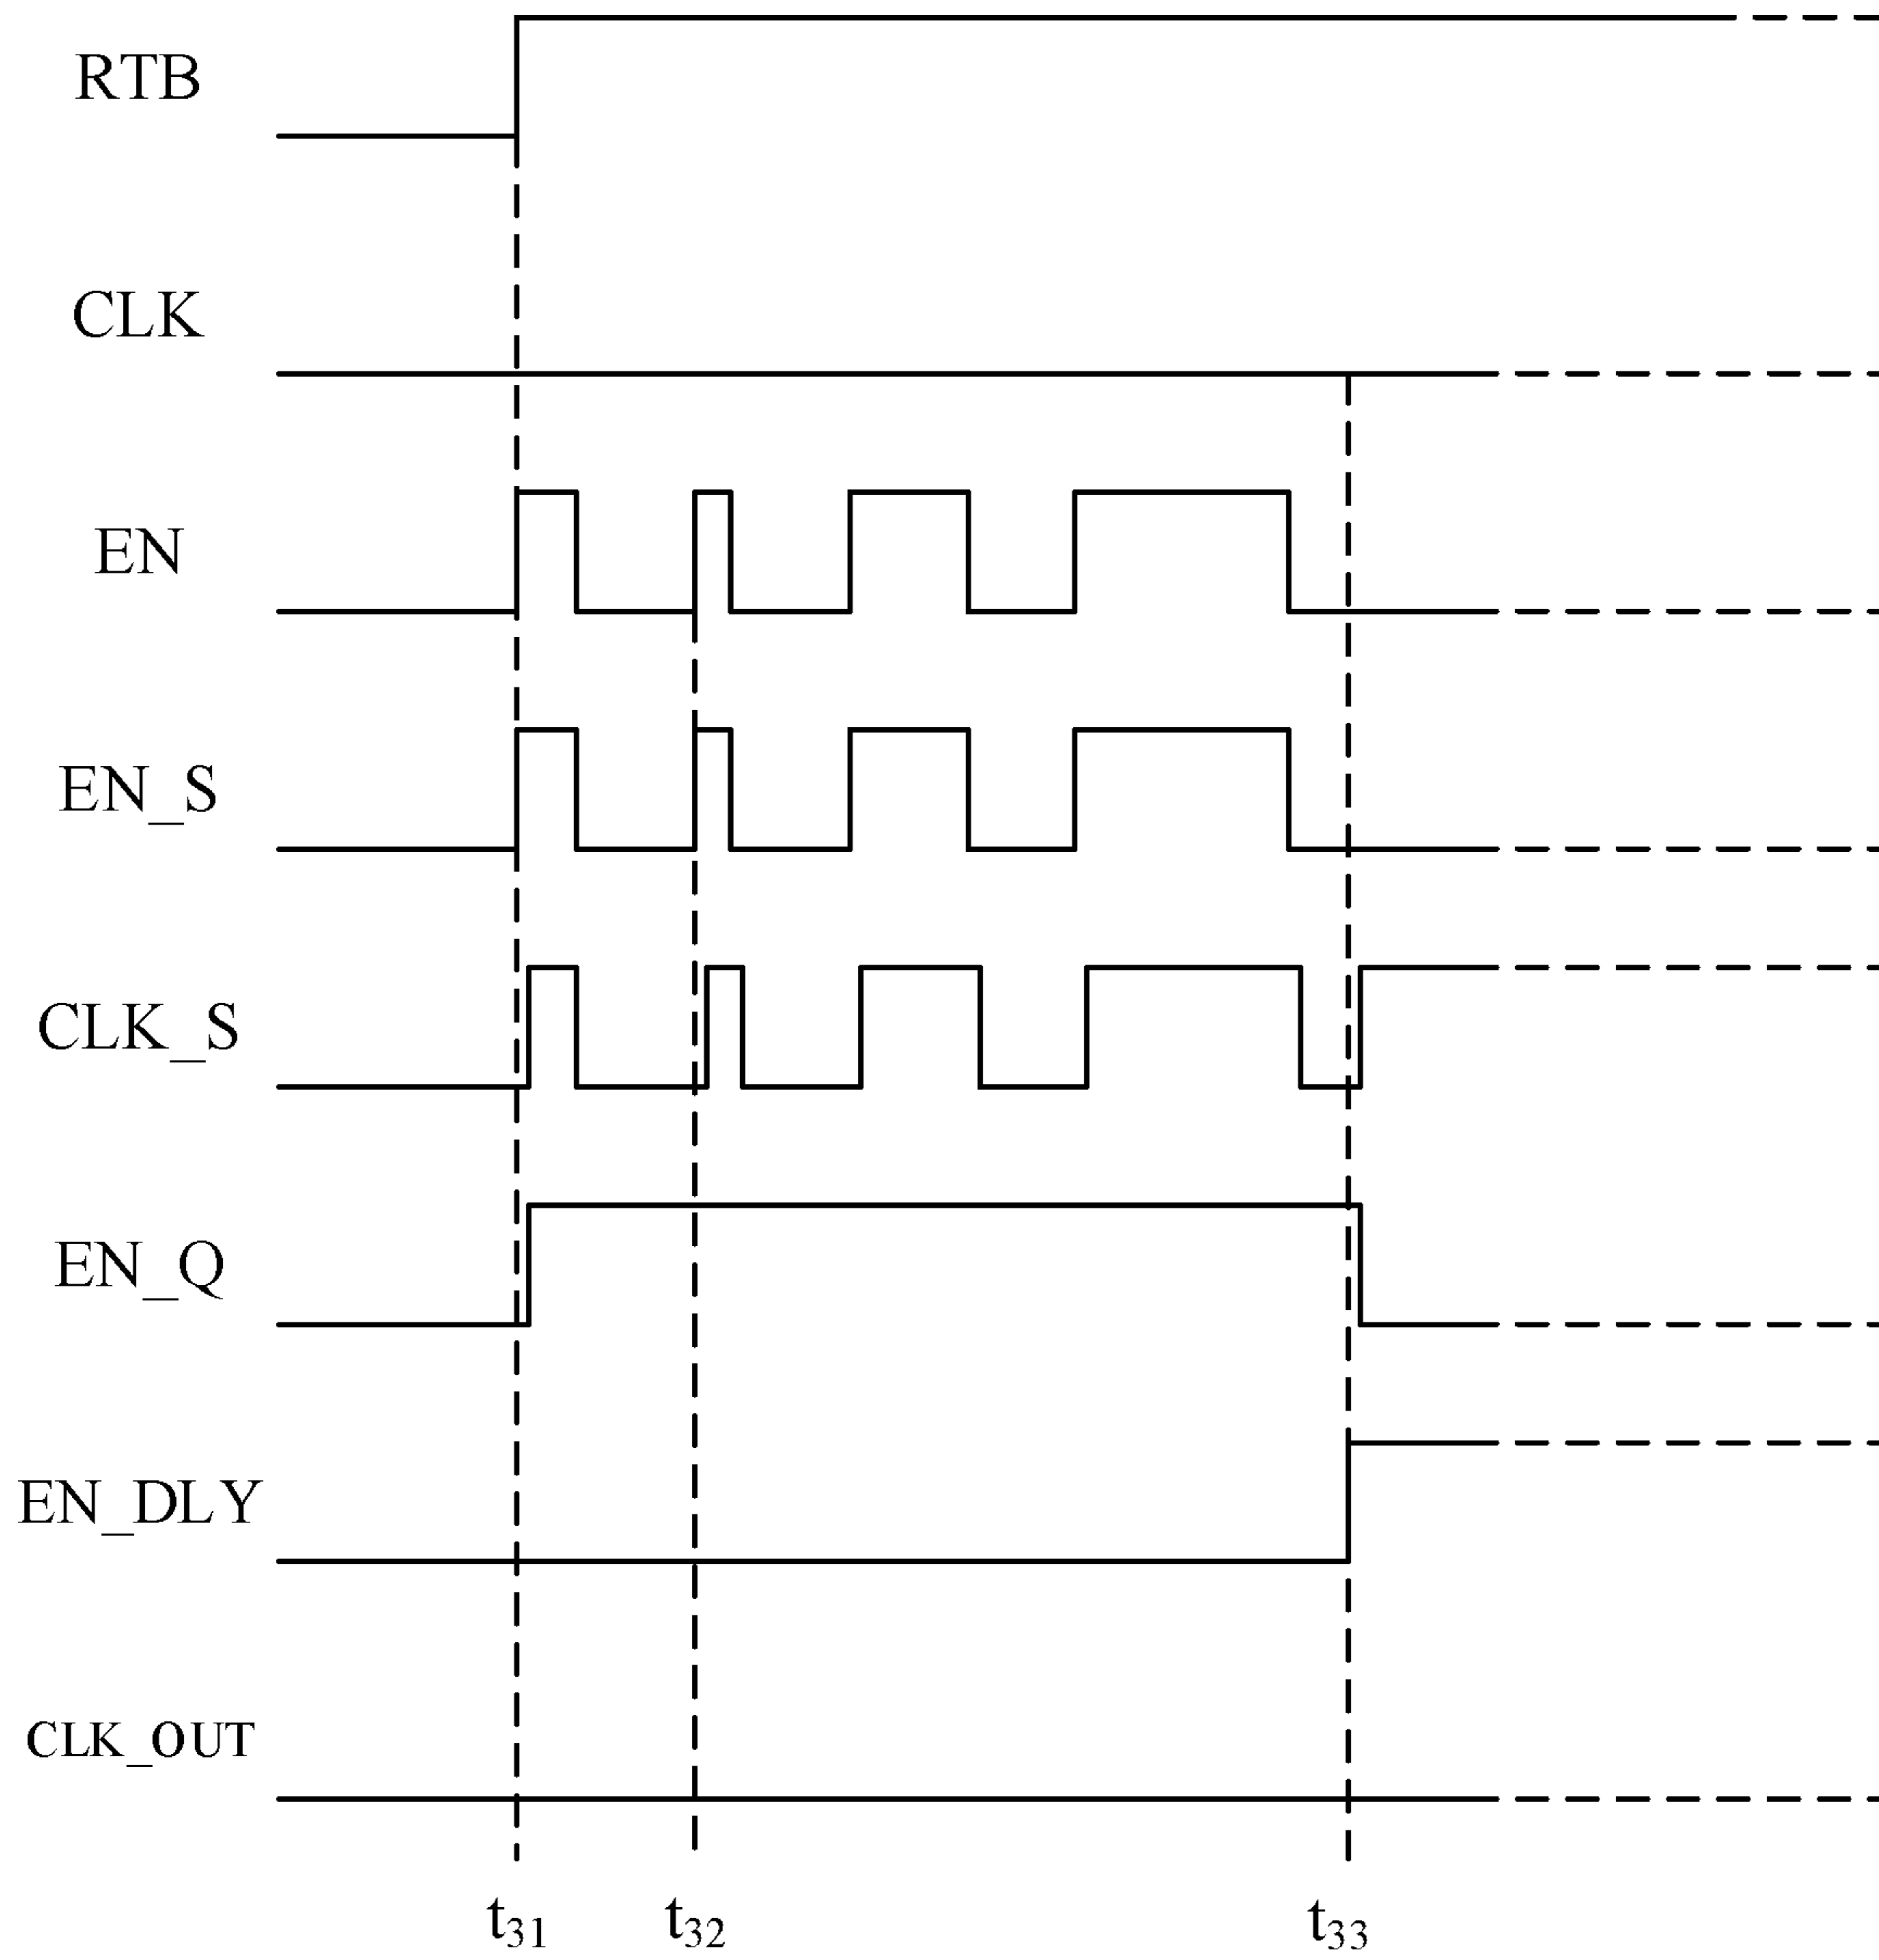 RTB
CLK
EN
EN_S
CLK_S
EN_Q
EN_DLY
CLK_OUT
t31 t32 t33